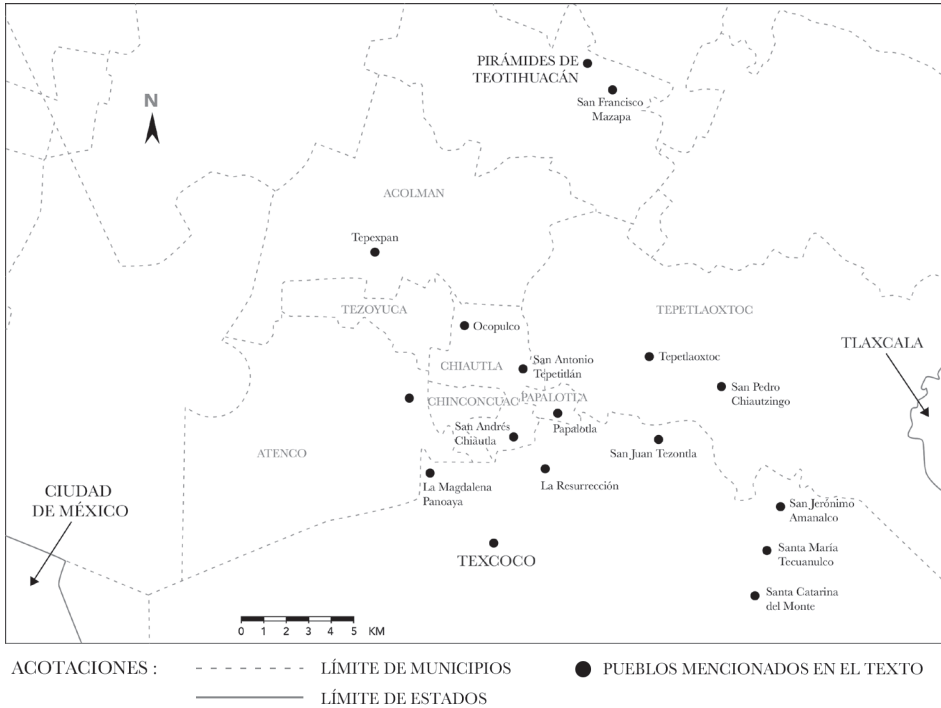 PIRÁMIDES DE
TEOTIHUACÁN
San Francisco
Mazapa
N
ACOLMAN
Tepexpan
TEZOYUCA
TEPETLAOXTOC
Ocopulco
TLAXCALA
San Antonio
Tepetitlán
Tepetlaoxtoc
CHIAUTLA
San Pedro
Chiautzingo
CHINCONCUAC
PAPALOTLA
Papalotla
San Andrés
Chiautla
San Juan Tezontla
ATENCO
La Magdalena
Panoaya
La Resurrección
CIUDAD
DE MÉXICO
San Jerónimo
Amanalco
TEXCOCO
Santa María
Tecuanulco
Santa Catarina
del Monte
0 1 2 3 4 5 KM
ACOTACIONES : LÍMITE DE MUNICIPIOS PUEBLOS MENCIONADOS EN EL TEXTO
LÍMITE DE ESTADOS